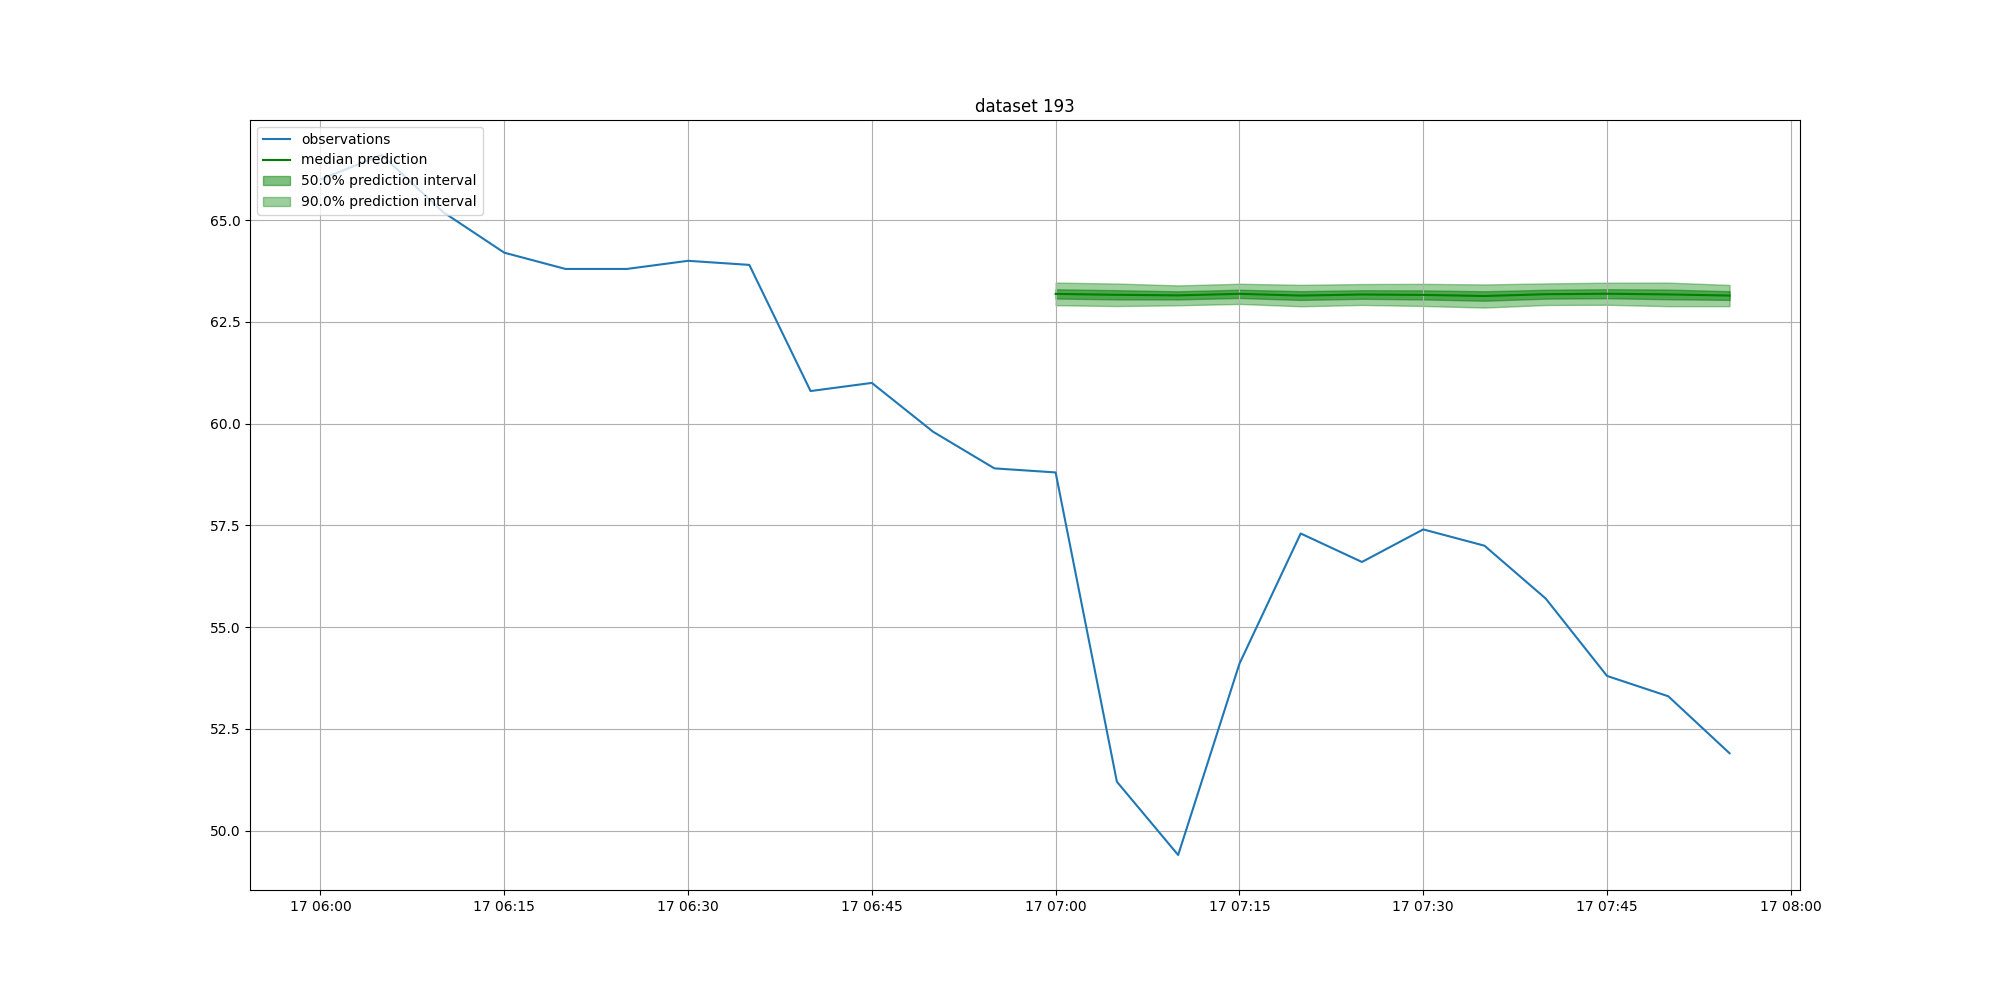 dataset 193
observations
median prediction
50.0% prediction interval
90.0% prediction interval
65.0
62.5
60.0
57.5
55.0
52.5
50.0
17 06:00 17 06:15 17 06:30 17 06:45 17 07:00 17 07:15 17 07:30 17 07:45 17 08:00